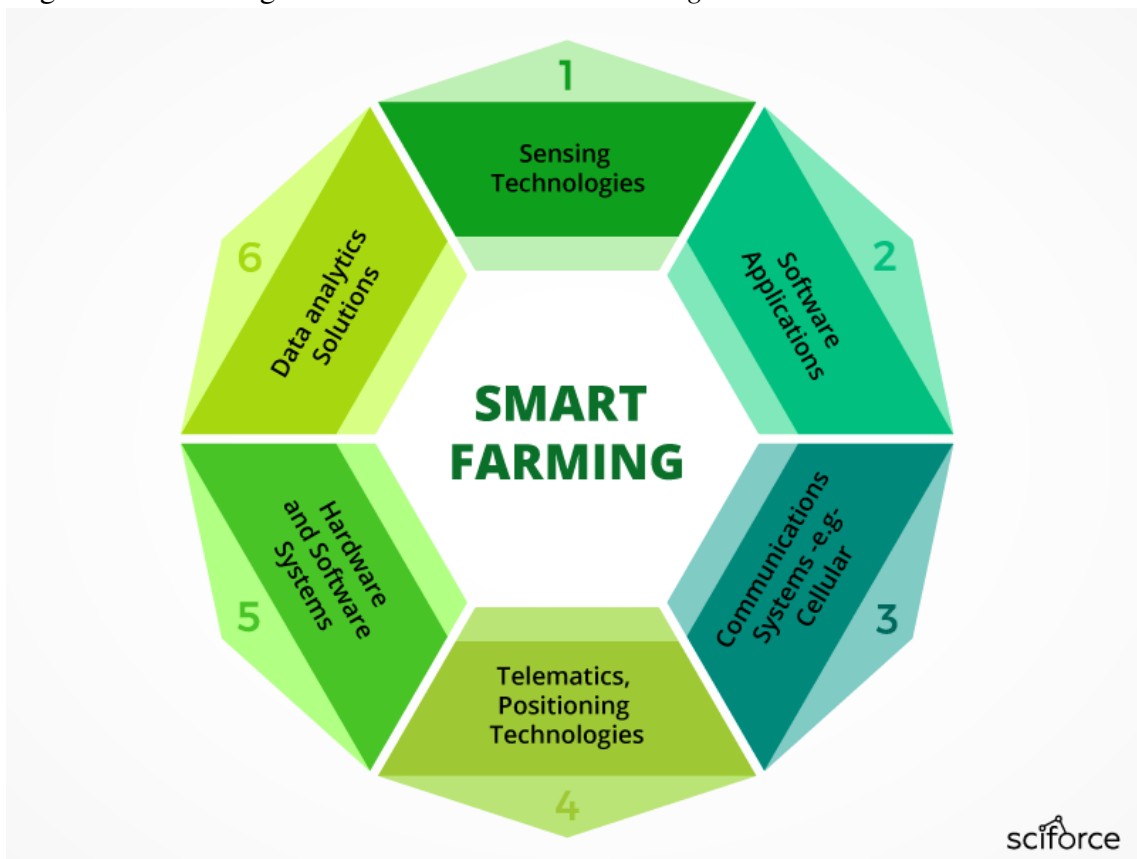 1
Sensing
Technologies
2
Software
Applications
3
Communications
Systems -e.g-
Cellular
4
Telematics,
Positioning
Technologies
5
Hardware
and Software
Systems
6
Data analytics
Solutions
SMART
FARMING
sciforce